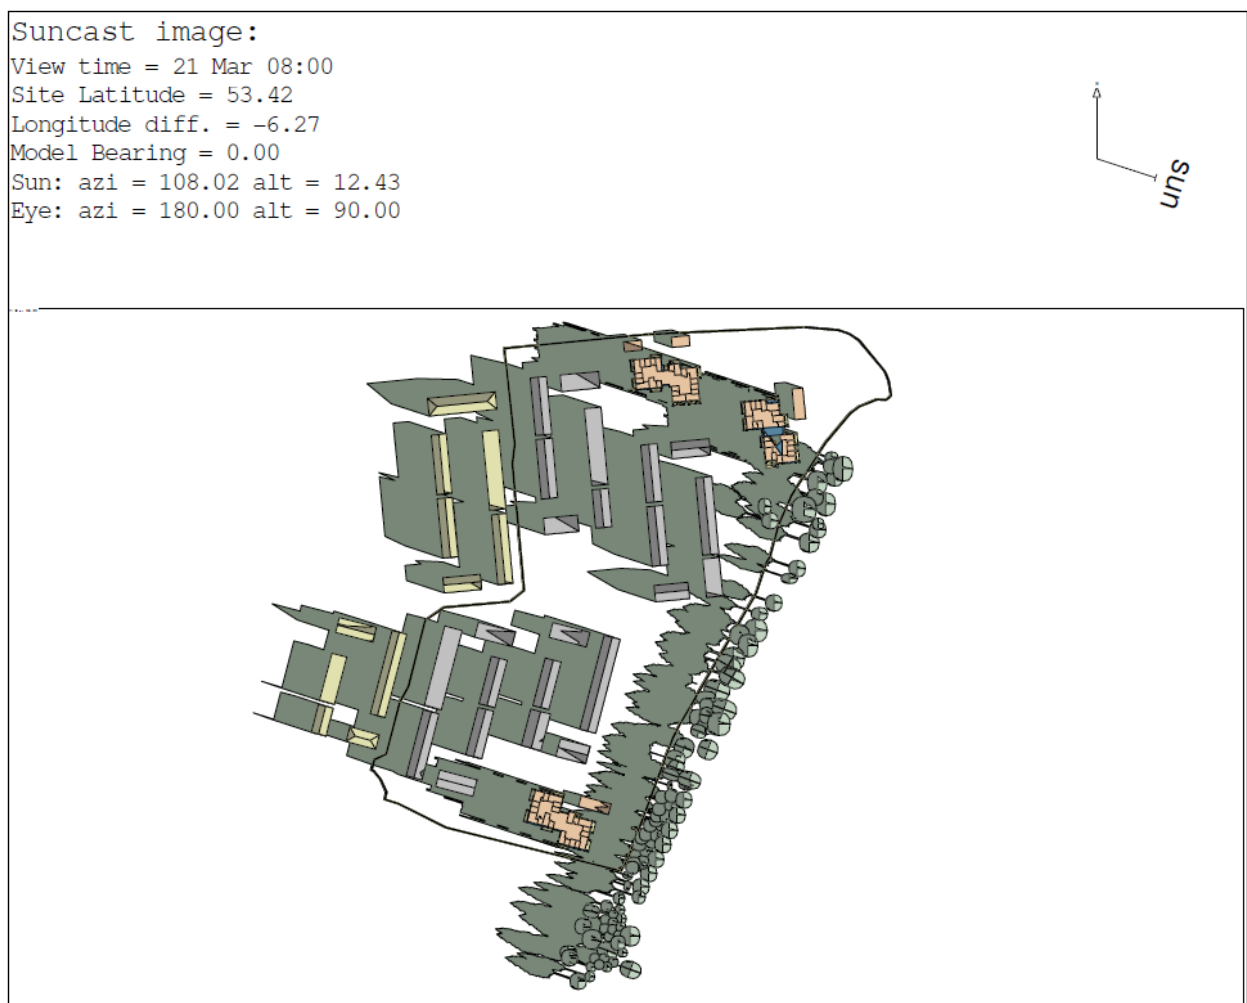 Suncast image:
View time = 21 Mar 08:00
Site Latitude = 53.42
Longitude diff. = −6.27
Model Bearing = 0.00
Sun: azi = 108.02 alt = 12.43
Eye: azi = 180.00 alt = 90.00
sun